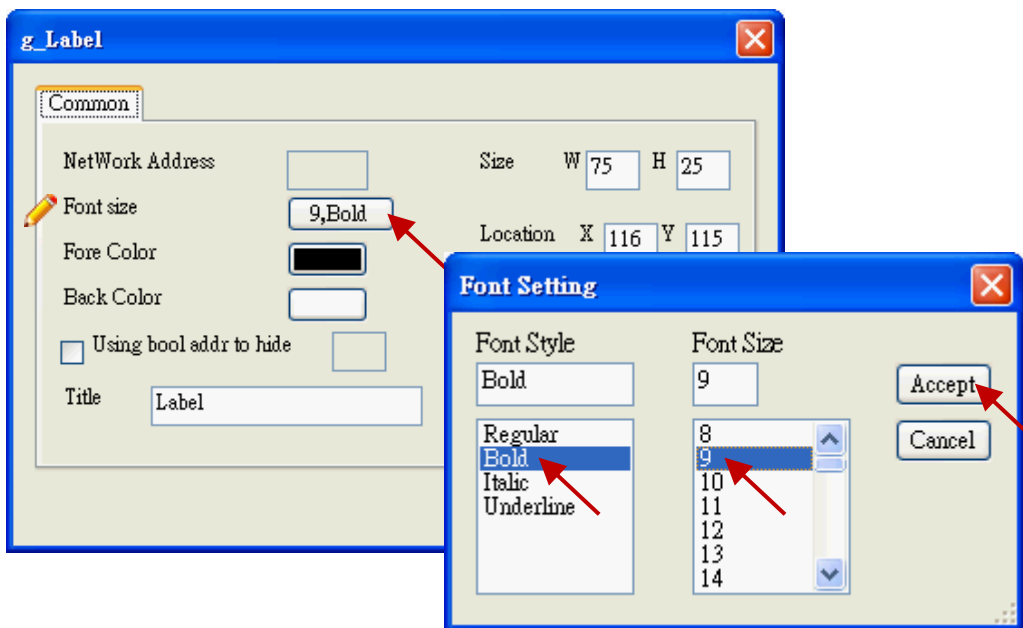 g_Label
Common
NetWork Address
Size W 75 H 25
Font size 9,Bold
Location X 116 Y 115
Fore Color
Back Color
Using bool addr to hide
Title Label
Font Setting
Font Style Font Size
Bold 9
Accept
Cancel
Regular
Bold
Italic
Underline
8
9
10
11
12
13
14